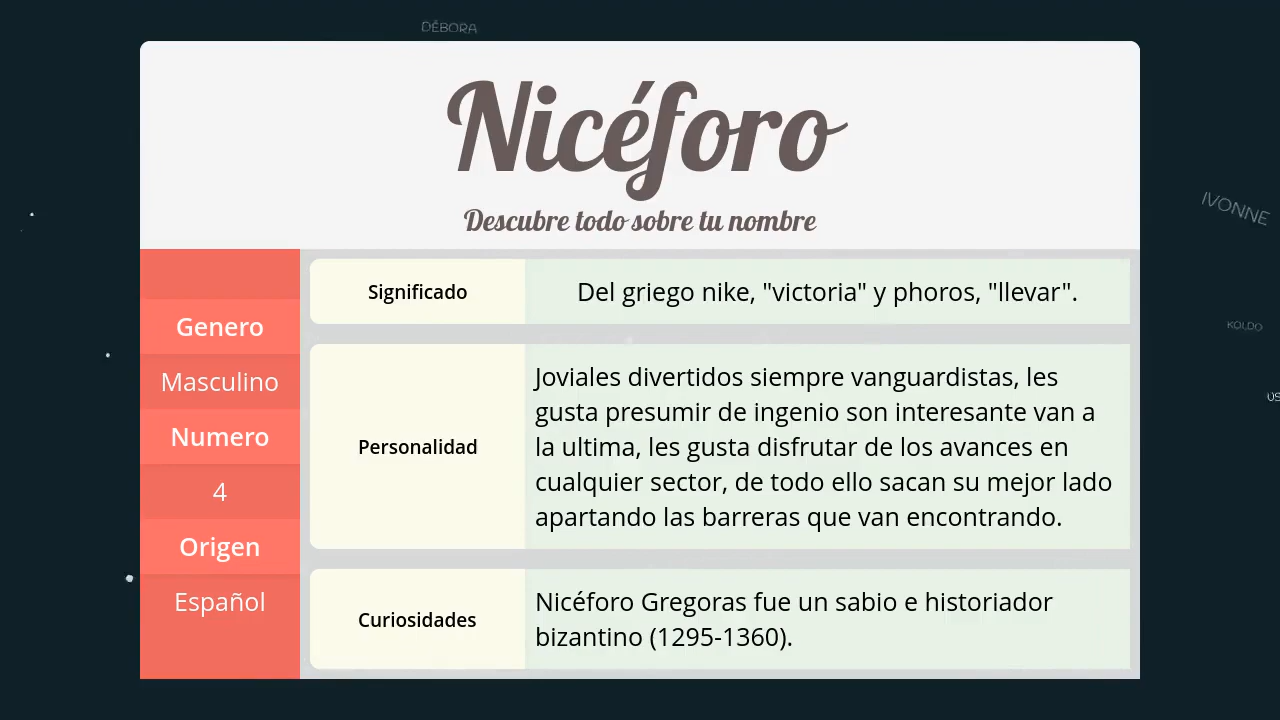 DÉBORA
Nicéforo
Descubre todo sobre tu nombre
IVONNE
KOLDO
Genero
Masculino
Numero
4
Origen
Español
Significado
Del griego nike, "victoria" y phoros, "llevar".
Personalidad
Joviales divertidos siempre vanguardistas, les
gusta presumir de ingenio son interesante van a
la ultima, les gusta disfrutar de los avances en
cualquier sector, de todo ello sacan su mejor lado
apartando las barreras que van encontrando.
Curiosidades
Nicéforo Gregoras fue un sabio e historiador
bizantino (1295-1360).